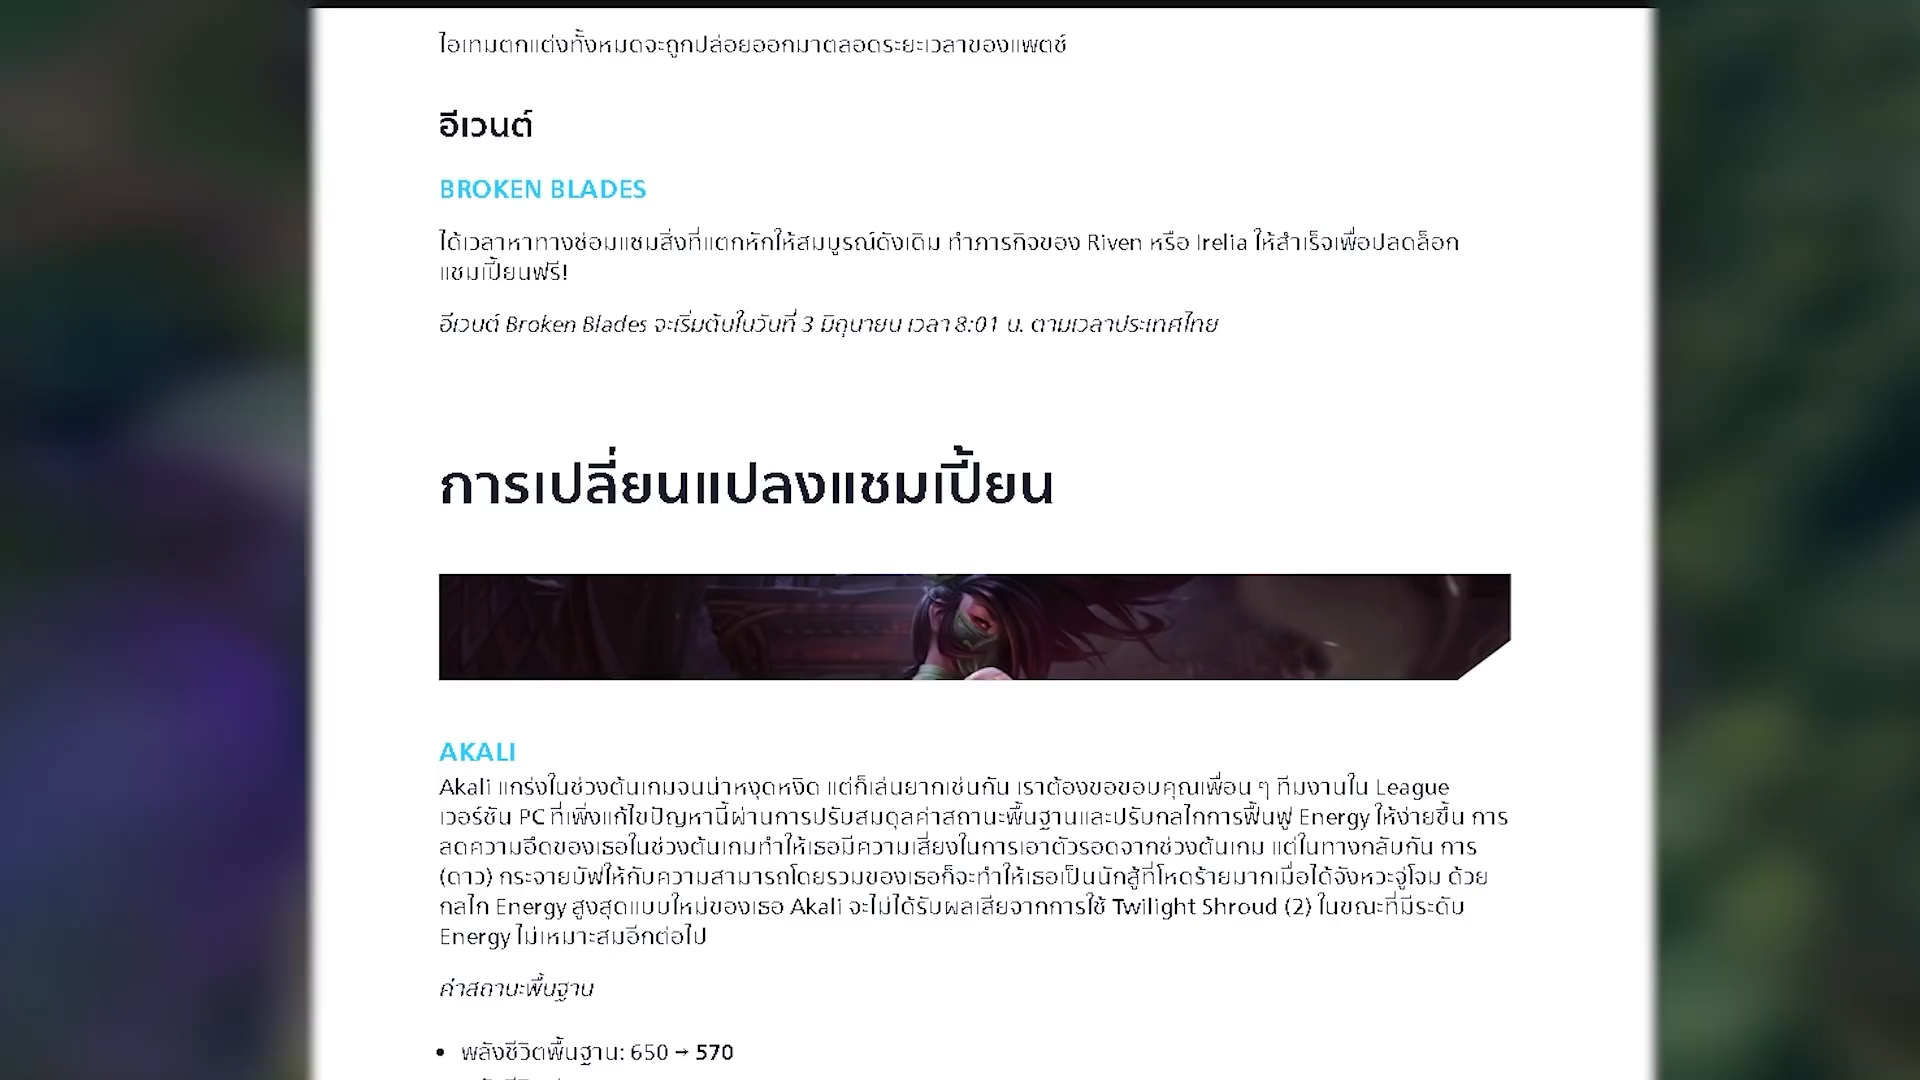 ไอเทมตกแต่งทั้งหมดจะถูกปล่อยออกมาตลอดระยะเวลาของแพตช์
อีเวนต์
BROKEN BLADES
ได้เวลาหาทางซ่อมแซมสิ่งที่แตกหักให้สมบูรณ์ดังเดิม ทำภารกิจของ Riven หรือ Irelia ให้สำเร็จเพื่อปลดล็อก
แชมเปี้ยนฟรี!
อีเวนต์ Broken Blades จะเริ่มต้นในวันที่ 3 มิถุนายน เวลา 8:01 น. ตามเวลาประเทศไทย
การเปลี่ยนแปลงแชมเปี้ยน
AKALI
Akali แกร่งในช่วงต้นเกมจนน่าหงุดหงิด แต่ก็เล่นยากเช่นกัน เราต้องขอขอบคุณเพื่อน ๆ ทีมงานใน League
เวอร์ชัน PC ที่เพิ่งแก้ไขปัญหานี้ผ่านการปรับสมดุลค่าสถานะพื้นฐานและปรับกลไกการฟื้นฟู Energy ให้ง่ายขึ้น การ
ลดความอึดของเธอในช่วงต้นเกมทำให้เธอมีความเสี่ยงในการเอาตัวรอดจากช่วงต้นเกม แต่ในทางกลับกัน การ
(ดาว) กระจายบัฟให้กับความสามารถโดยรวมของเธอก็จะทำให้เธอเป็นนักสู้ที่โหดร้ายมากเมื่อได้จังหวะจู่โจม ด้วย
กลไก Energy สูงสุดแบบใหม่ของเธอ Akali จะไม่ได้รับผลเสียจากการใช้ Twilight Shroud (2) ในขณะที่มีระดับ
Energy ไม่เหมาะสมอีกต่อไป
ค่าสถานะพื้นฐาน
• พลังชีวิตพื้นฐาน: 650 → 570